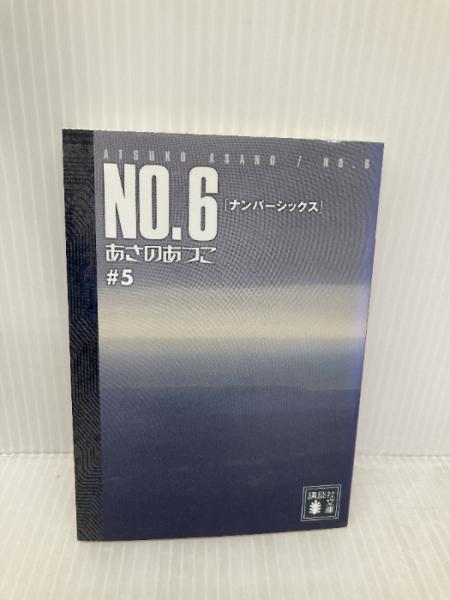 ATSUKO ASANO / NO.6
NO.6 [ナンバーシックス]
あさのあつこ
#5
講談社
文庫